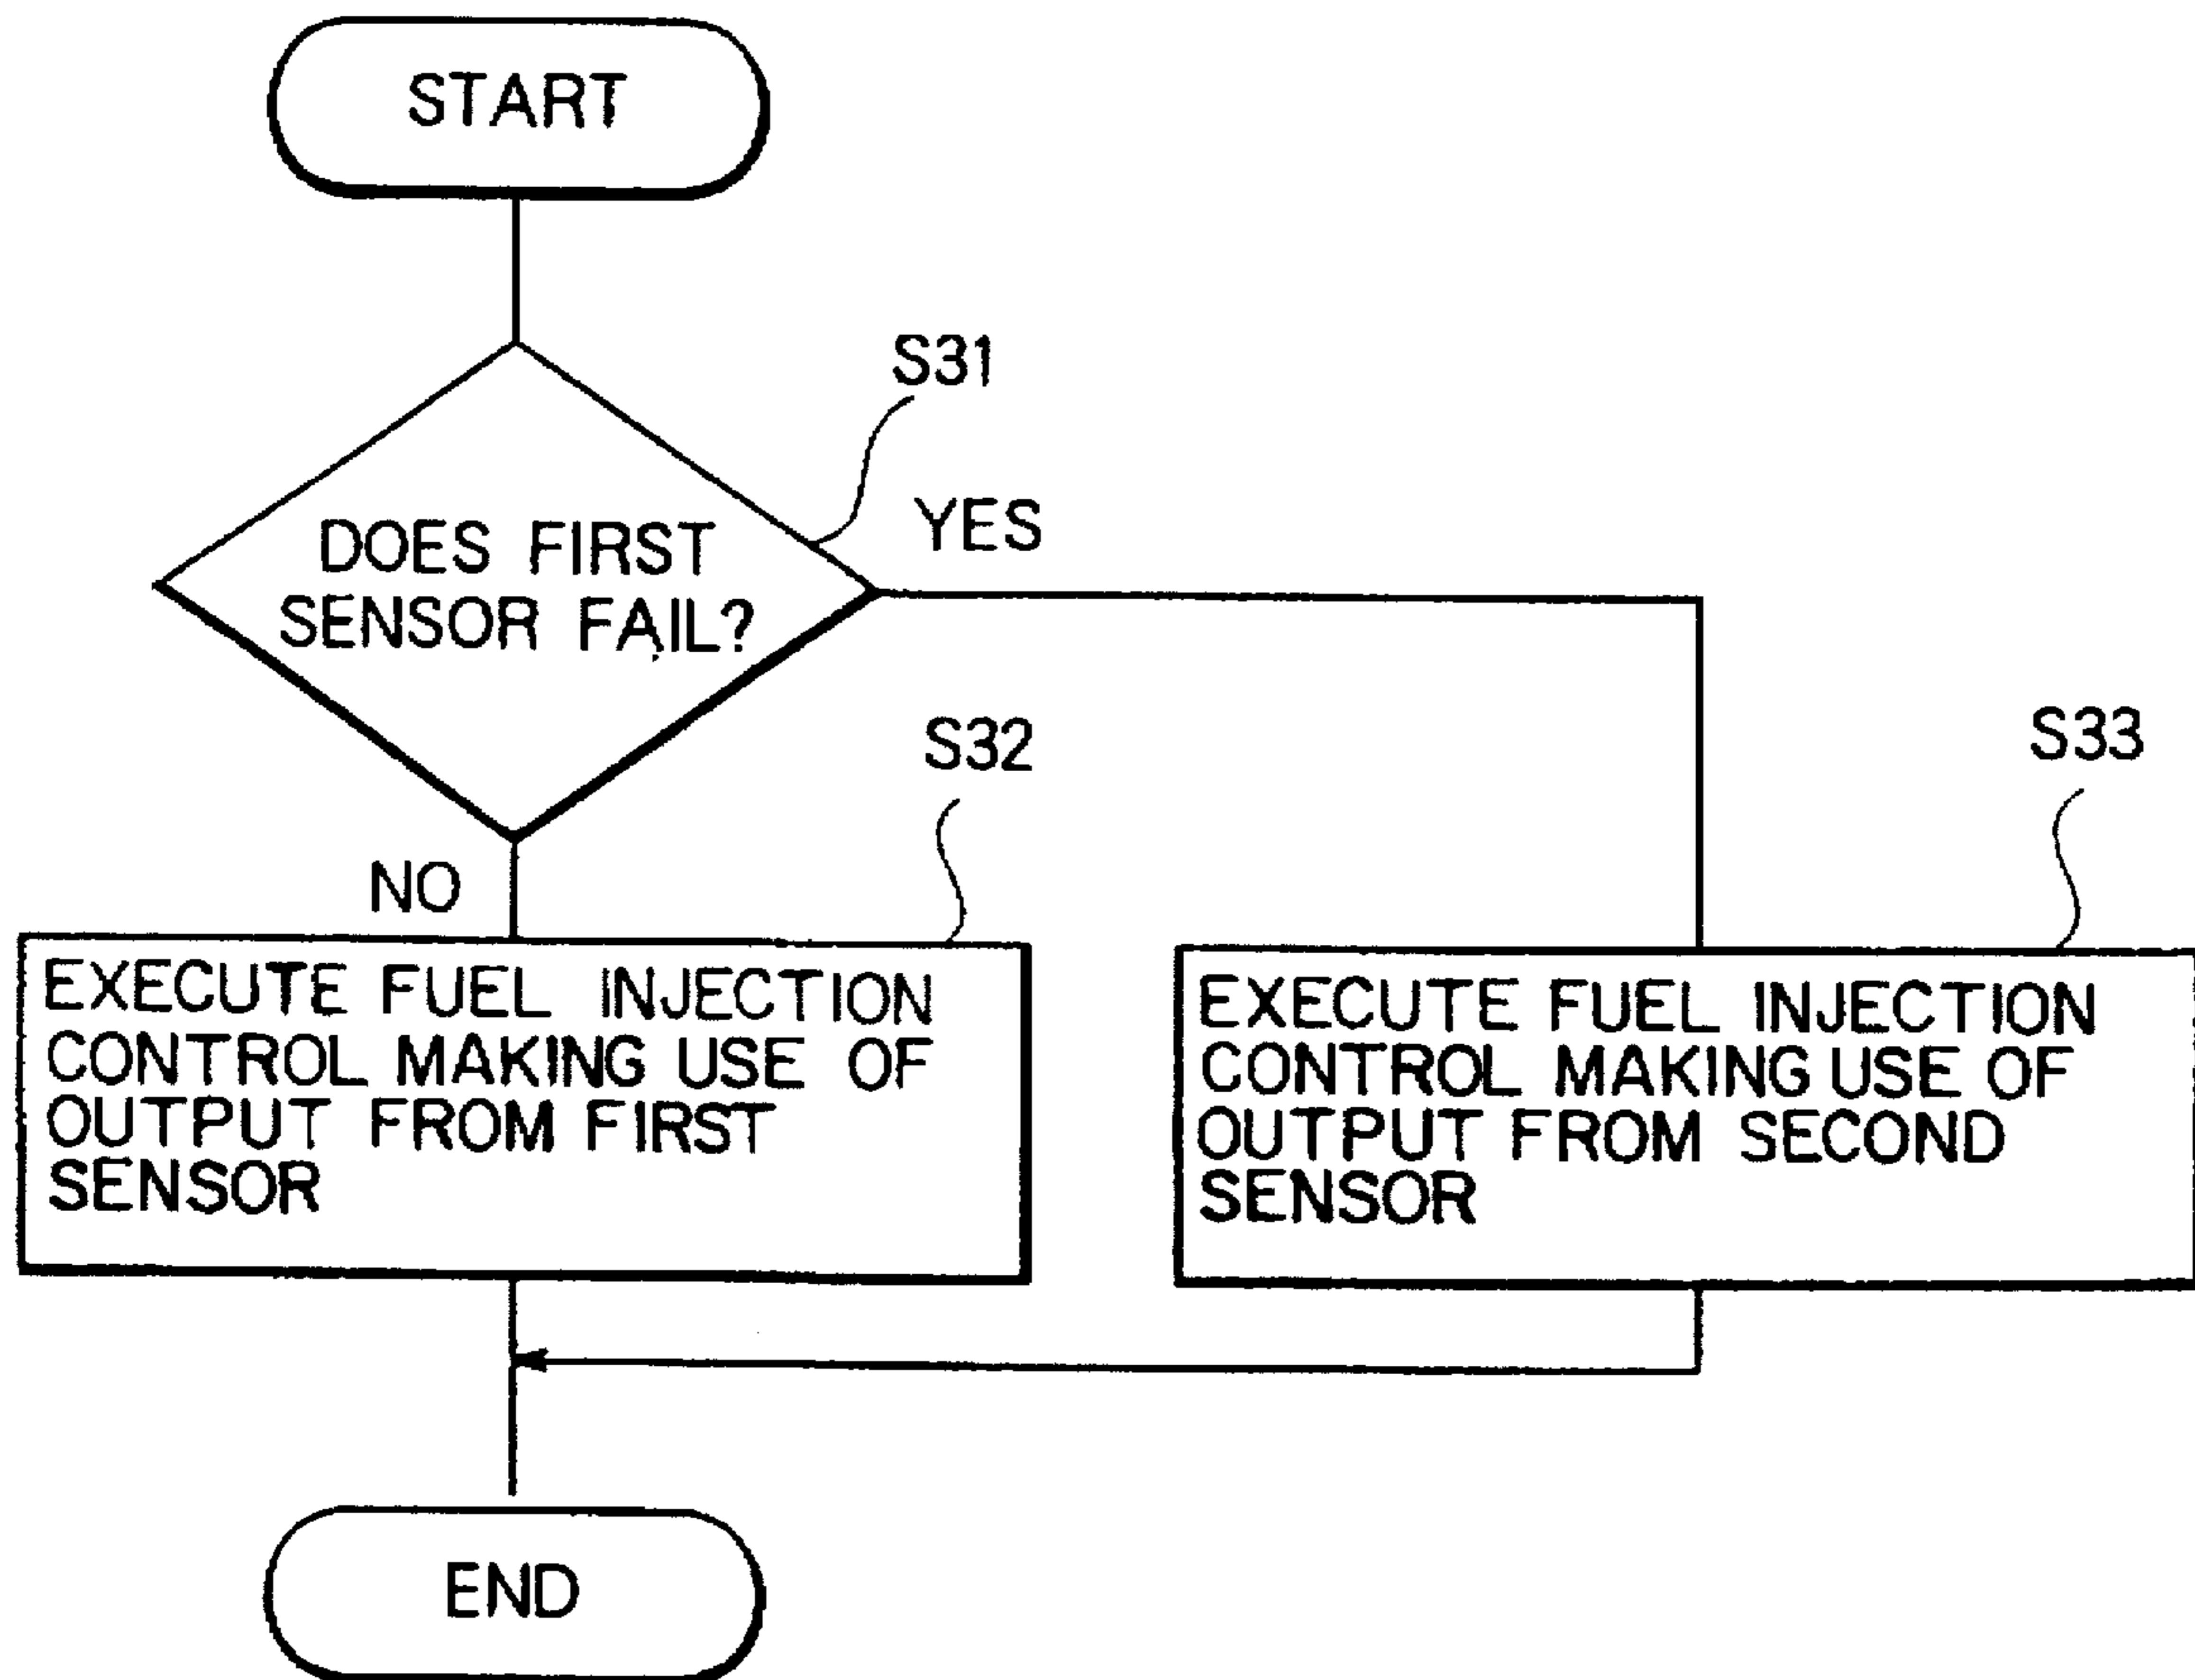 START
S31
YES
DOES FIRST
SENSOR FAIL?
S32
S33
NO
EXECUTE FUEL INJECTION
CONTROL MAKING USE OF
OUTPUT FROM FIRST
SENSOR
EXECUTE FUEL INJECTION
CONTROL MAKING USE OF
OUTPUT FROM SECOND
SENSOR
END